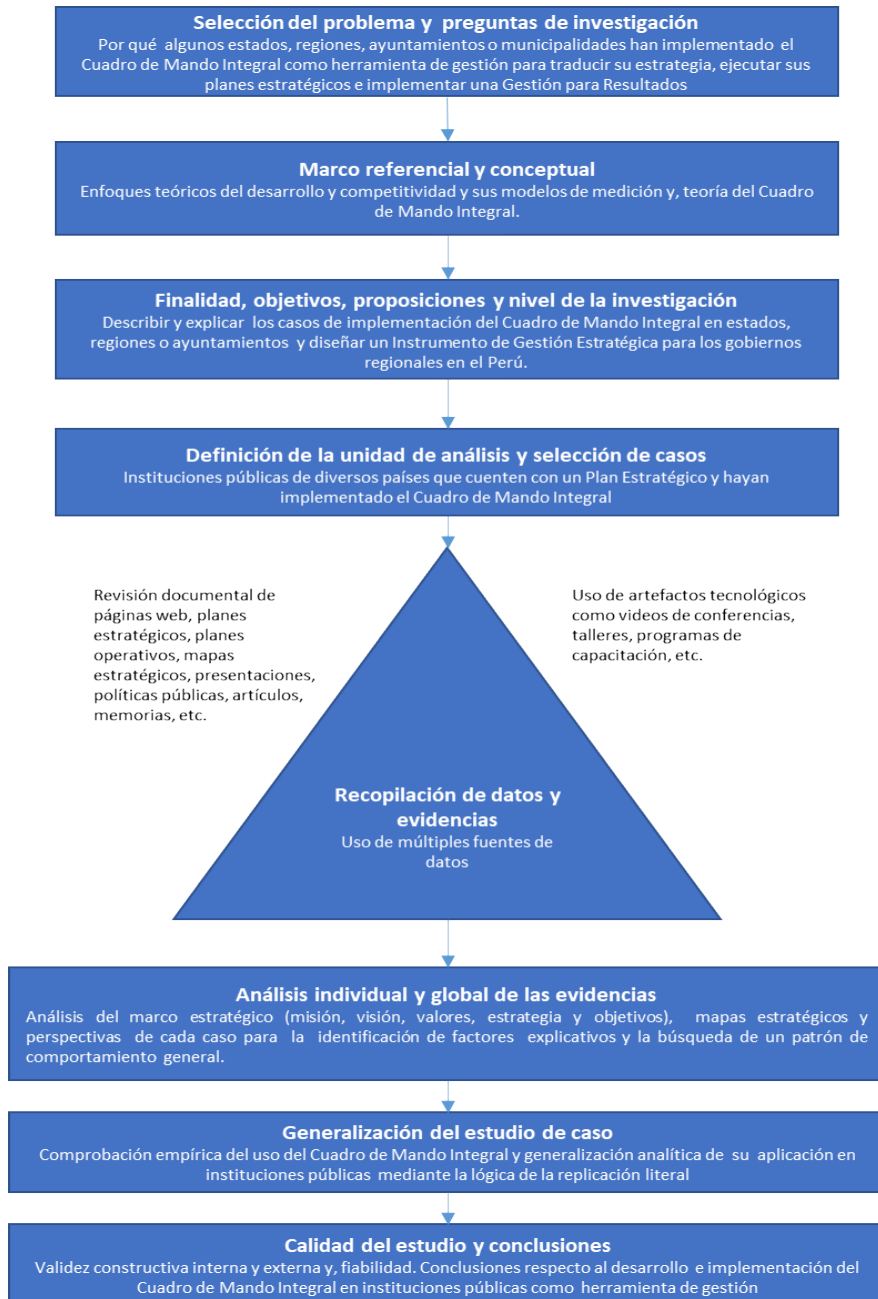 Selección del problema y preguntas de investigación
Por qué algunos estados, regiones, ayuntamientos o municipalidades han implementado el
Cuadro de Mando Integral como herramienta de gestión para traducir su estrategia, ejecutar sus
planes estratégicos e implementar una Gestión para Resultados
Marco referencial y conceptual
Enfoques teóricos del desarrollo y competitividad y sus modelos de medición y, teoría del Cuadro
de Mando Integral.
Finalidad, objetivos, proposiciones y nivel de la investigación
Describir y explicar los casos de implementación del Cuadro de Mando Integral en estados,
regiones o ayuntamientos y diseñar un Instrumento de Gestión Estratégica para los gobiernos
regionales en el Perú.
Definición de la unidad de análisis y selección de casos
Instituciones públicas de diversos países que cuenten con un Plan Estratégico y hayan
implementado el Cuadro de Mando Integral
Revisión documental de
páginas web, planes
estratégicos, planes
operativos, mapas
estratégicos, presentaciones,
políticas públicas, artículos,
memorias, etc.
Uso de artefactos tecnológicos
como videos de conferencias,
talleres, programas de
capacitación, etc.
Recopilación de datos y
evidencias
Uso de múltiples fuentes de
datos
Análisis individual y global de las evidencias
Análisis del marco estratégico (misión, visión, valores, estrategia y objetivos), mapas estratégicos y
perspectivas de cada caso para la identificación de factores explicativos y la búsqueda de un patrón de
comportamiento general.
Generalización del estudio de caso
Comprobación empírica del uso del Cuadro de Mando Integral y generalización analítica de su aplicación en
instituciones públicas mediante la lógica de la replicación literal
Calidad del estudio y conclusiones
Validez constructiva interna y externa y, fiabilidad. Conclusiones respecto al desarrollo e implementación del
Cuadro de Mando Integral en instituciones públicas como herramienta de gestión